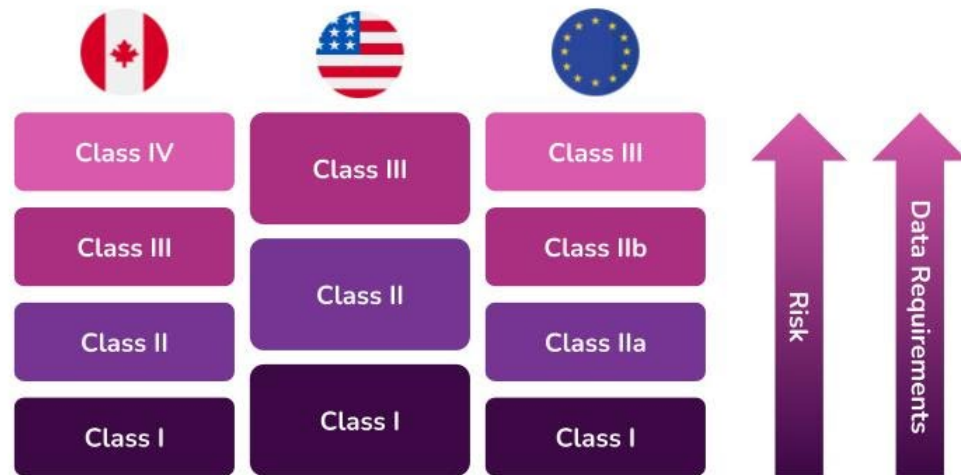 Class IV
Class III
Class II
Class I
Class III
Class II
Class I
Class III
Class IIb
Class IIa
Class I
Risk
Data Requirements